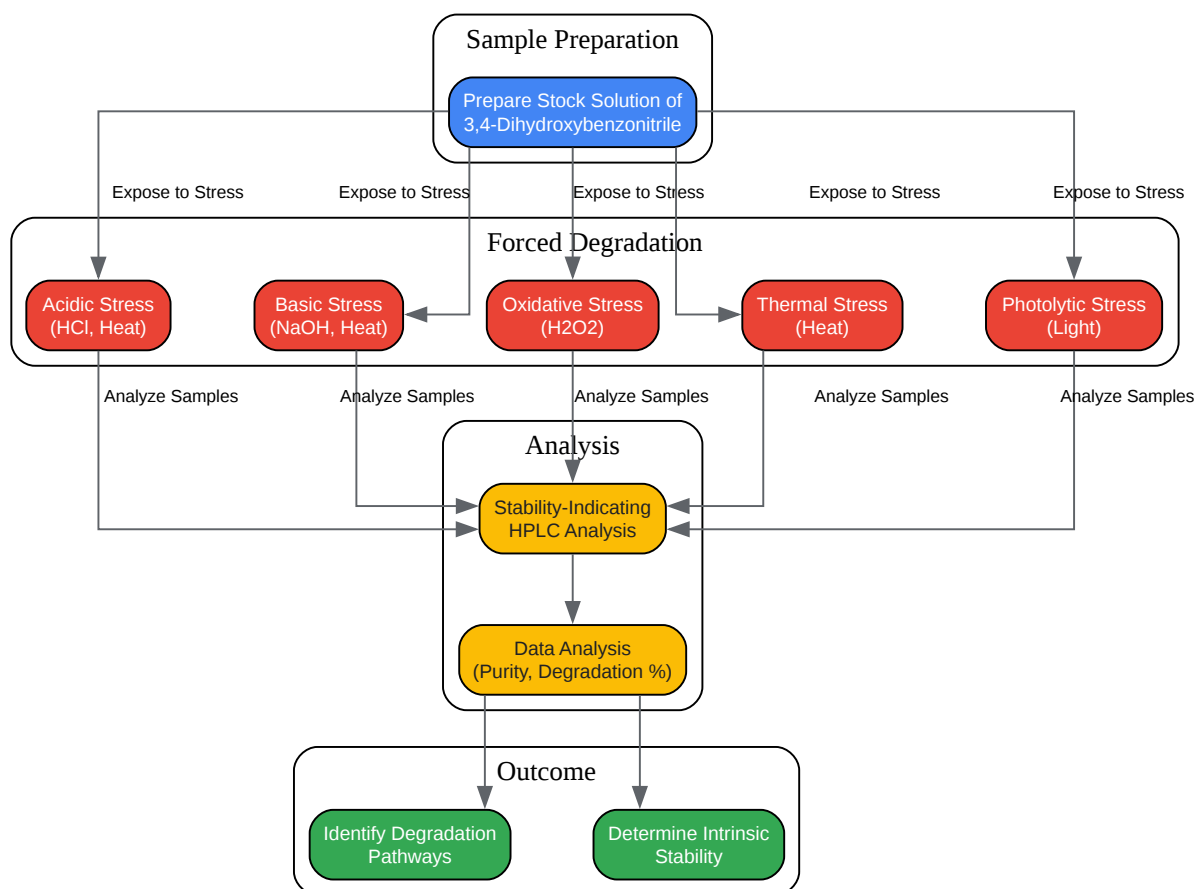 Sample Preparation
Prepare Stock Solution of
3,4-Dihydroxybenzonitrile
Expose to Stress
Expose to Stress
Expose to Stress
Expose to Stress
Expose to Stress
Forced Degradation
Acidic Stress
(HCl, Heat)
Basic Stress
(NaOH, Heat)
Oxidative Stress
(H2O2)
Thermal Stress
(Heat)
Photolytic Stress
(Light)
Analyze Samples
Analyze Samples
Analyze Samples
Analyze Samples
Analyze Samples
Analysis
Stability-Indicating
HPLC Analysis
Data Analysis
(Purity, Degradation %)
Outcome
Identify Degradation
Pathways
Determine Intrinsic
Stability